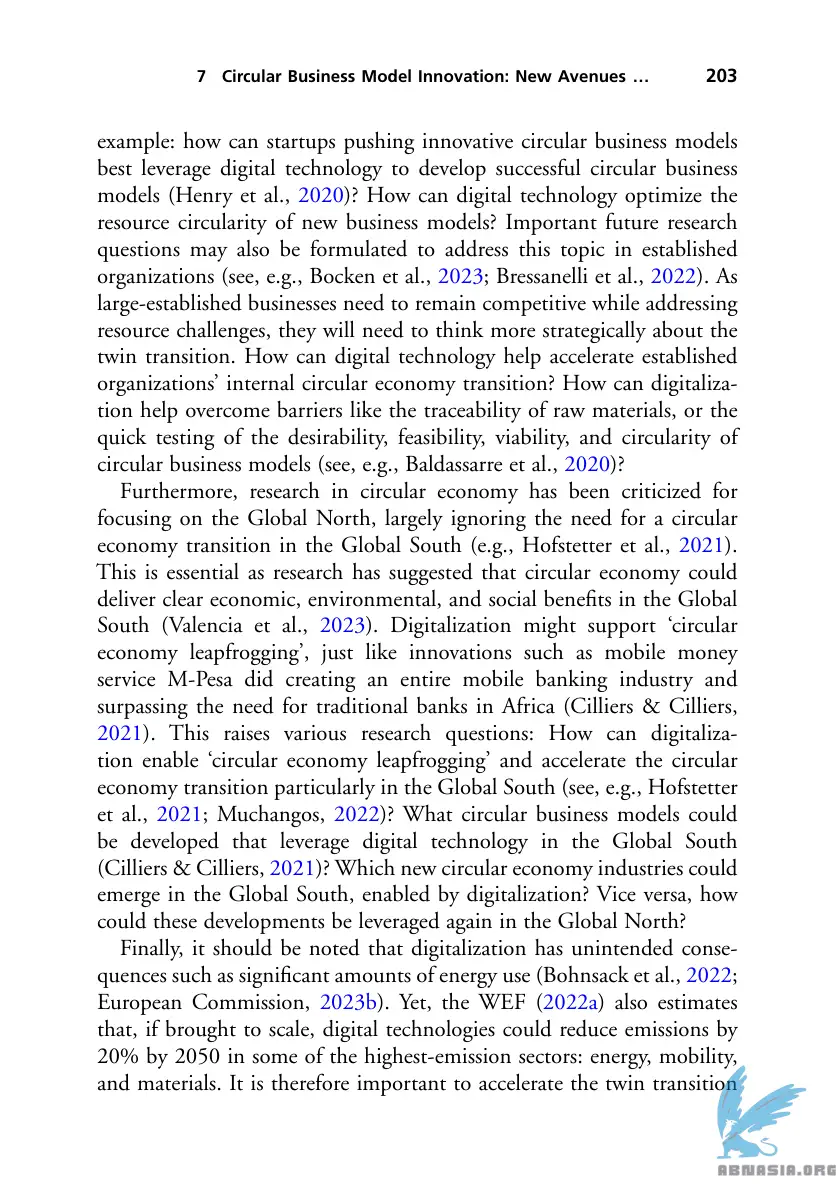 7 Circular Business Model Innovation: New Avenues … 203
example: how can startups pushing innovative circular business models
best leverage digital technology to develop successful circular business
models (Henry et al., 2020)? How can digital technology optimize the
resource circularity of new business models? Important future research
questions may also be formulated to address this topic in established
organizations (see, e.g., Bocken et al., 2023; Bressanelli et al., 2022). As
large-established businesses need to remain competitive while addressing
resource challenges, they will need to think more strategically about the
twin transition. How can digital technology help accelerate established
organizations’ internal circular economy transition? How can digitaliza-
tion help overcome barriers like the traceability of raw materials, or the
quick testing of the desirability, feasibility, viability, and circularity of
circular business models (see, e.g., Baldassarre et al., 2020)?
Furthermore, research in circular economy has been criticized for
focusing on the Global North, largely ignoring the need for a circular
economy transition in the Global South (e.g., Hofstetter et al., 2021).
This is essential as research has suggested that circular economy could
deliver clear economic, environmental, and social benefits in the Global
South (Valencia et al., 2023). Digitalization might support ‘circular
economy leapfrogging’, just like innovations such as mobile money
service M-Pesa did creating an entire mobile banking industry and
surpassing the need for traditional banks in Africa (Cilliers & Cilliers,
2021). This raises various research questions: How can digitaliza-
tion enable ‘circular economy leapfrogging’ and accelerate the circular
economy transition particularly in the Global South (see, e.g., Hofstetter
et al., 2021; Muchangos, 2022)? What circular business models could
be developed that leverage digital technology in the Global South
(Cilliers & Cilliers, 2021)? Which new circular economy industries could
emerge in the Global South, enabled by digitalization? Vice versa, how
could these developments be leveraged again in the Global North?
Finally, it should be noted that digitalization has unintended conse-
quences such as significant amounts of energy use (Bohnsack et al., 2022;
European Commission, 2023b). Yet, the WEF (2022a) also estimates
that, if brought to scale, digital technologies could reduce emissions by
20% by 2050 in some of the highest-emission sectors: energy, mobility,
and materials. It is therefore important to accelerate the twin transition
ABNASIA.ORG